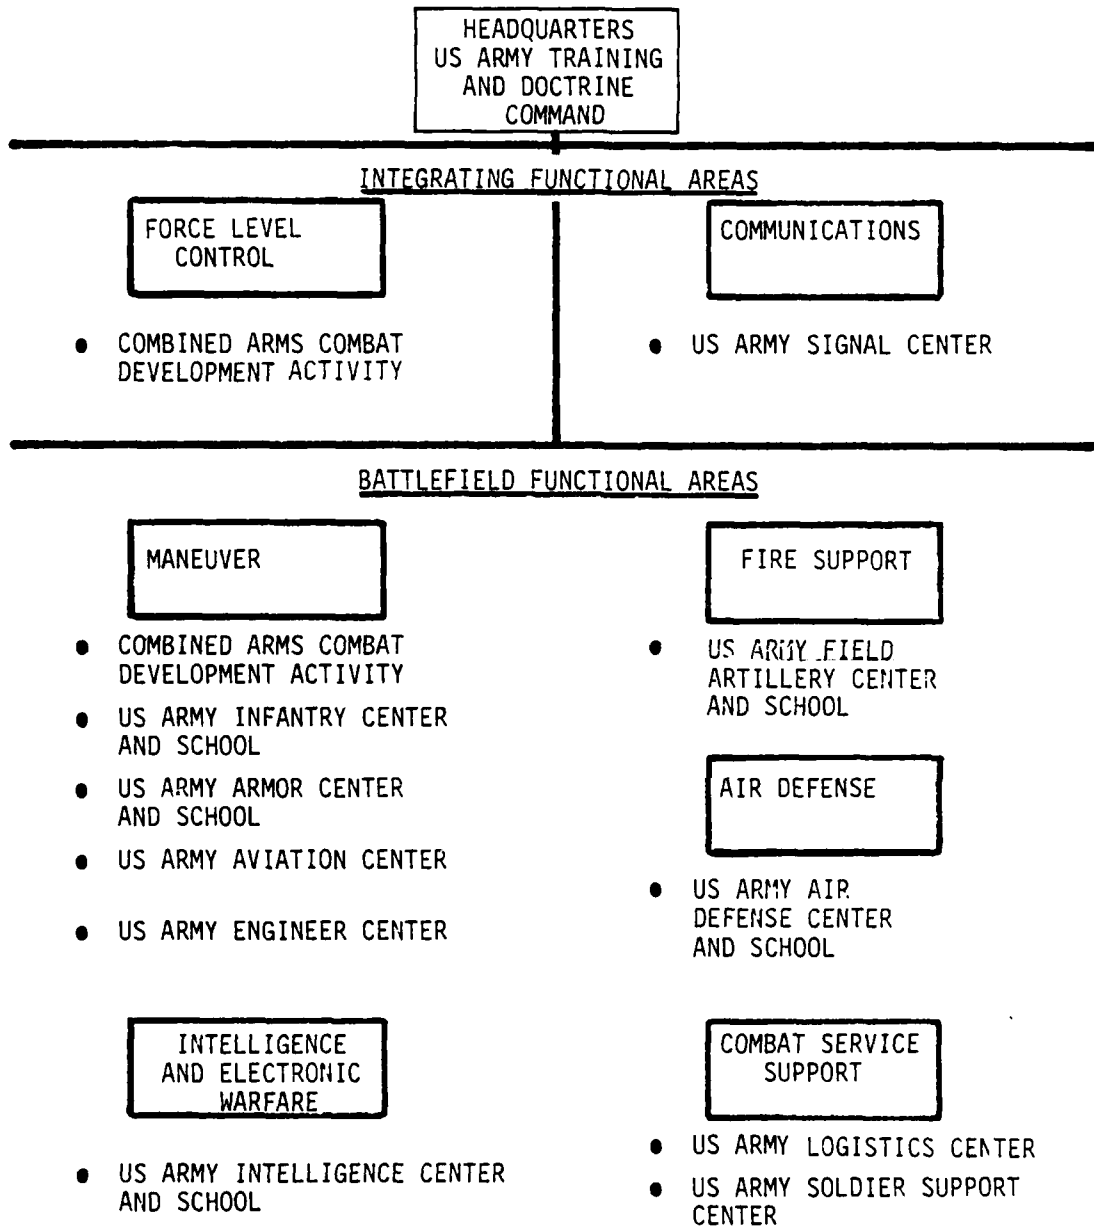 HEADQUARTERS
US ARMY TRAINING
AND DOCTRINE
COMMAND
INTEGRATING FUNCTIONAL AREAS
FORCE LEVEL
CONTROL
• COMBINED ARMS COMBAT
DEVELOPMENT ACTIVITY
COMMUNICATIONS
• US ARMY SIGNAL CENTER
BATTLEFIELD FUNCTIONAL AREAS
MANEUVER
• COMBINED ARMS COMBAT
DEVELOPMENT ACTIVITY
• US ARMY INFANTRY CENTER
AND SCHOOL
• US ARMY ARMOR CENTER
AND SCHOOL
• US ARMY AVIATION CENTER
• US ARMY ENGINEER CENTER
FIRE SUPPORT
• US ARMY FIELD
ARTILLERY CENTER
AND SCHOOL
AIR DEFENSE
• US ARMY AIR
DEFENSE CENTER
AND SCHOOL
INTELLIGENCE
AND ELECTRONIC
WARFARE
• US ARMY INTELLIGENCE CENTER
AND SCHOOL
COMBAT SERVICE
SUPPORT
• US ARMY LOGISTICS CENTER
• US ARMY SOLDIER SUPPORT
CENTER